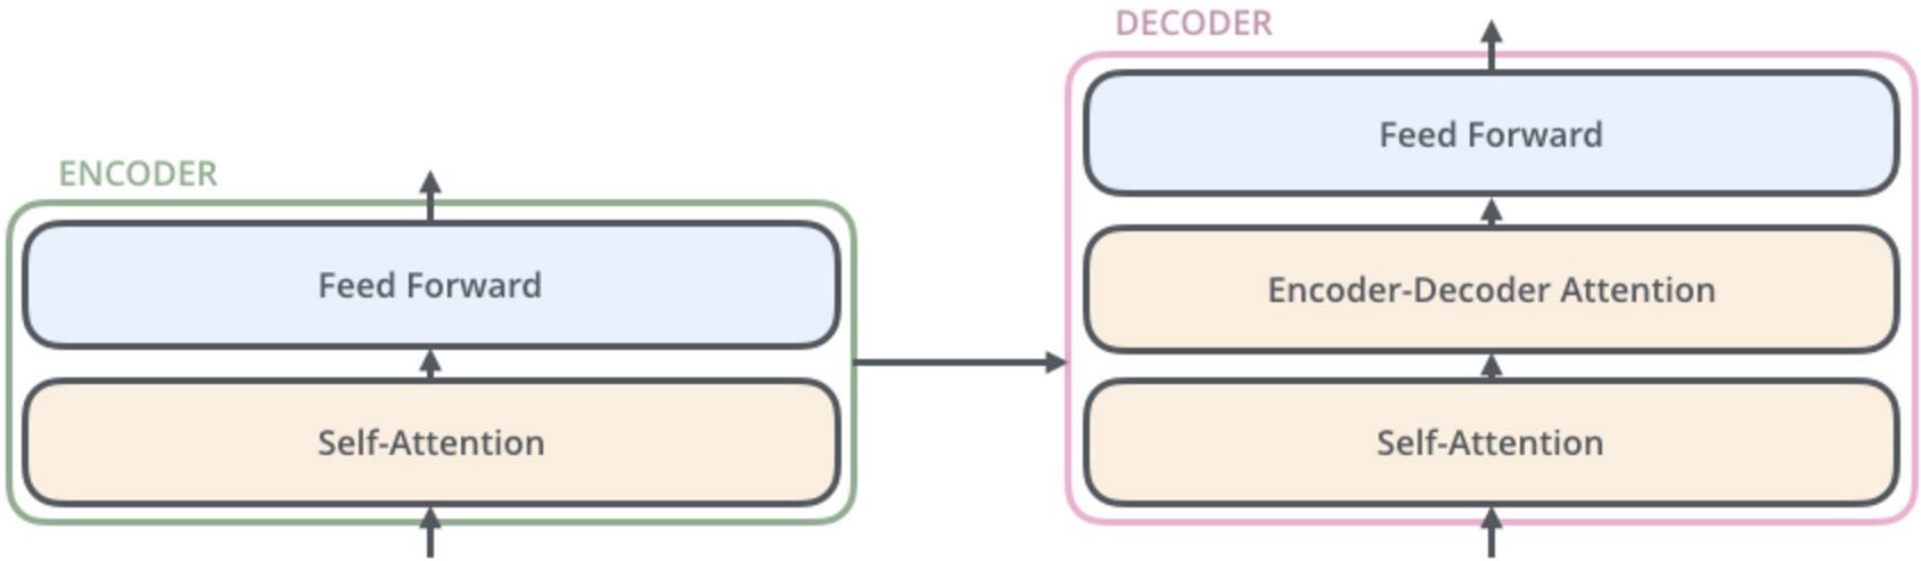 ENCODER
Feed Forward
Self-Attention
DECODER
Feed Forward
Encoder-Decoder Attention
Self-Attention